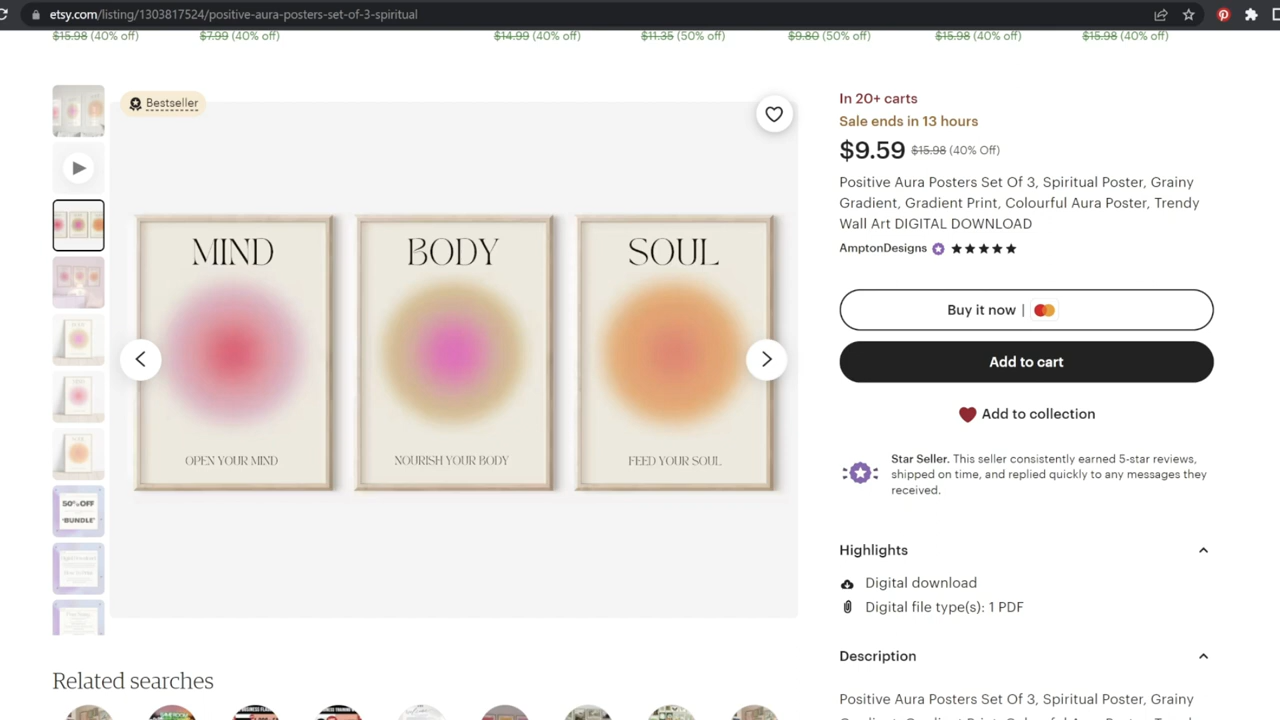 etsy.com/listing/1303817524/positive-aura-posters-set-of-3-spiritual
$15.98 (40% off) $7.99 (40% off) $14.99 (40% off) $11.35 (50% off) $9.80 (50% off) $15.98 (40% off) $15.98 (40% off)
Bestseller
MIND
OPEN YOUR MIND
BODY
NOURISH YOUR BODY
SOUL
FEED YOUR SOUL
50% OFF
"BUNDLE"
In 20+ carts
Sale ends in 13 hours
$9.59 $15.98 (40% Off)
Positive Aura Posters Set Of 3, Spiritual Poster, Grainy
Gradient, Gradient Print, Colourful Aura Poster, Trendy
Wall Art DIGITAL DOWNLOAD
AmptonDesigns
Buy it now |
Add to cart
Add to collection
Star Seller. This seller consistently earned 5-star reviews,
shipped on time, and replied quickly to any messages they
received.
Highlights
Digital download
Digital file type(s): 1 PDF
Description
Positive Aura Posters Set Of 3, Spiritual Poster, Grainy
Gradient, Gradient Print, Colourful Aura Poster, Trendy
Related searches